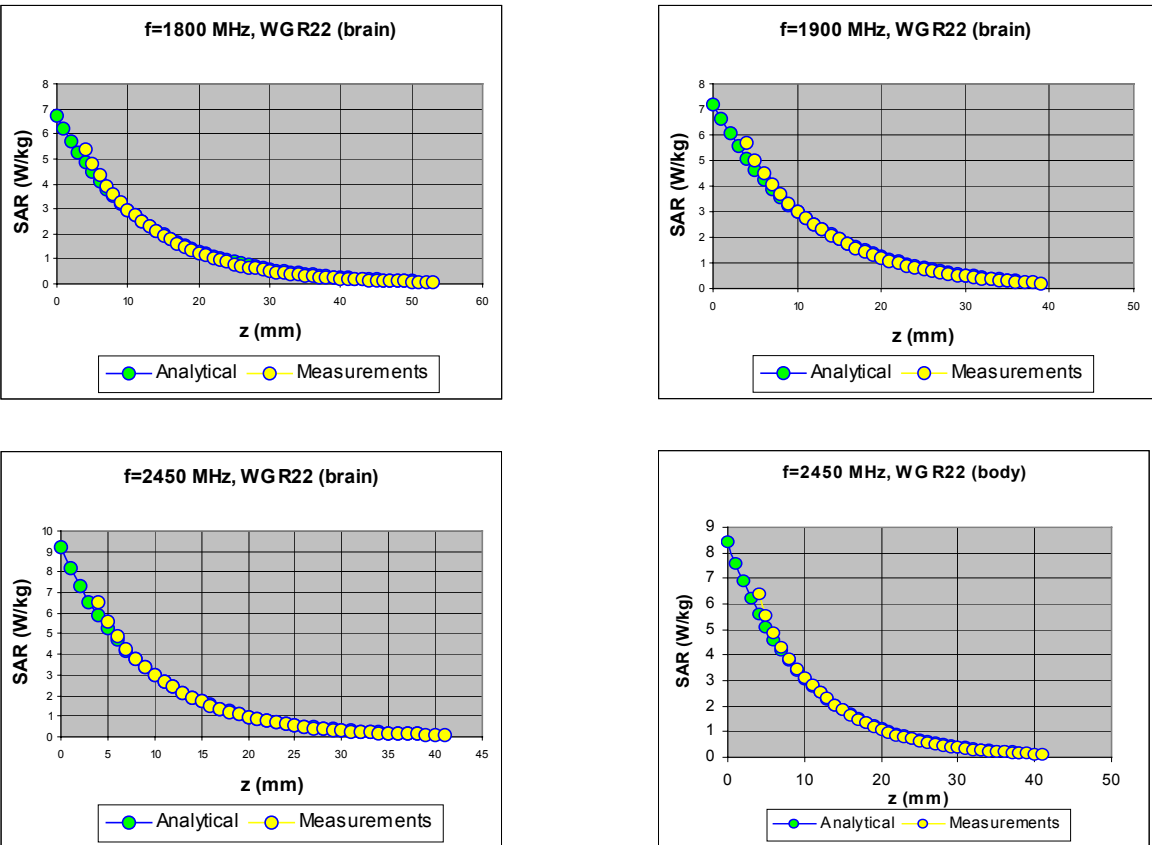 f=1800 MHz, WGR22 (brain)
8
7
6
5
4
3
2
1
0
SAR (W/kg)
0 10 20 30 40 50 60
z (mm)
Analytical Measurements
f=1900 MHz, WGR22 (brain)
8
7
6
5
4
3
2
1
0
SAR (W/kg)
0 10 20 30 40 50
z (mm)
Analytical Measurements
f=2450 MHz, WGR22 (brain)
10
9
8
7
6
5
4
3
2
1
0
SAR (W/kg)
0 5 10 15 20 25 30 35 40 45
z (mm)
Analytical Measurements
f=2450 MHz, WGR22 (body)
9
8
7
6
5
4
3
2
1
0
SAR (W/kg)
0 10 20 30 40 50
z (mm)
Analytical Measurements